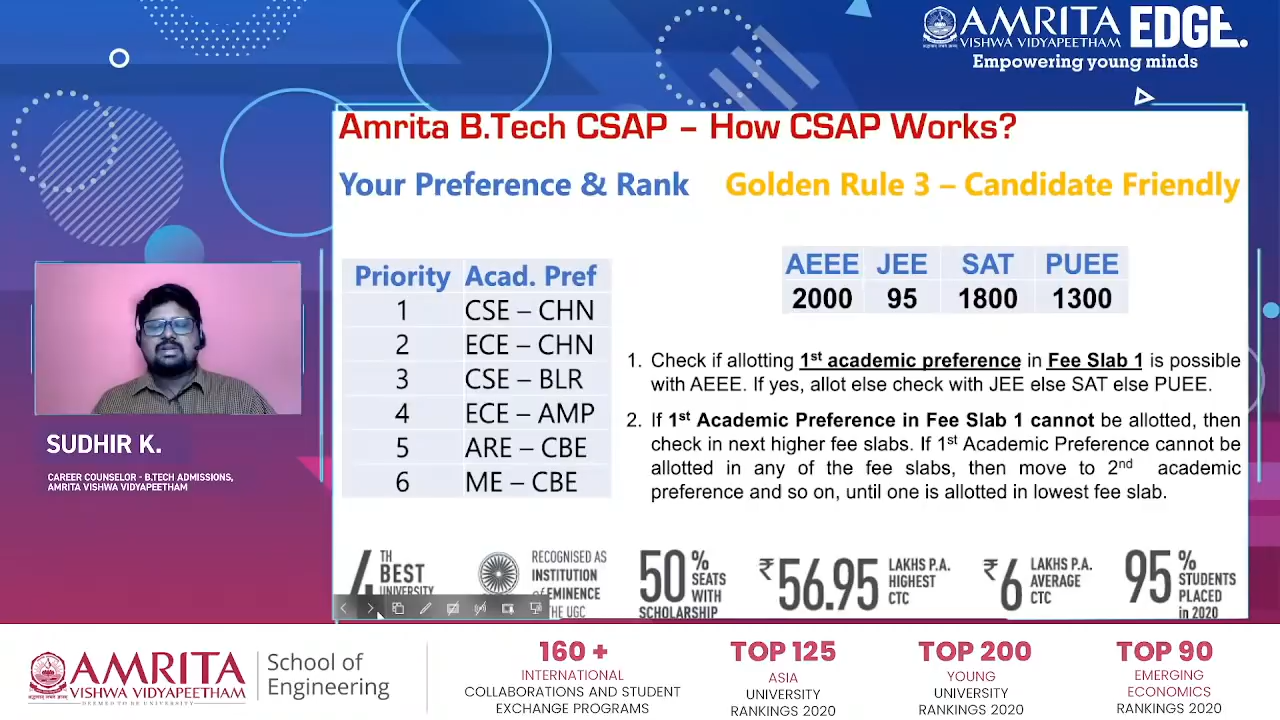 AMRITA EDGE.
VISHWA VIDYAPEETHAM
Empowering young minds
Amrita B.Tech CSAP – How CSAP Works?
Your Preference & Rank
Golden Rule 3 – Candidate Friendly
Priority Acad. Pref
1 CSE – CHN
2 ECE – CHN
3 CSE – BLR
4 ECE – AMP
5 ARE – CBE
6 ME – CBE
AEEE JEE SAT PUEE
2000 95 1800 1300
1. Check if allotting 1st academic preference in Fee Slab 1 is possible
with AEEE. If yes, allot else check with JEE else SAT else PUEE.
2. If 1st Academic Preference in Fee Slab 1 cannot be allotted, then
check in next higher fee slabs. If 1st Academic Preference cannot be
allotted in any of the fee slabs, then move to 2nd academic
preference and so on, until one is allotted in lowest fee slab.
SUDHIR K.
CAREER COUNSELOR - B.TECH ADMISSIONS,
AMRITA VISHWA VIDYAPEETHAM
4 TH
BEST
UNIVERSITY
RECOGNISED AS
INSTITUTION
of EMINENCE
THE UGC
50 %
SEATS
WITH
SCHOLARSHIP
₹56.95 LAKHS P.A.
HIGHEST
CTC
₹6 LAKHS P.A.
AVERAGE
CTC
95 %
STUDENTS
PLACED
in 2020
AMRITA
VISHWA VIDYAPEETHAM
DEEMED TO BE UNIVERSITY
School of
Engineering
160 +
INTERNATIONAL
COLLABORATIONS AND STUDENT
EXCHANGE PROGRAMS
TOP 125
ASIA
UNIVERSITY
RANKINGS 2020
TOP 200
YOUNG
UNIVERSITY
RANKINGS 2020
TOP 90
EMERGING
ECONOMICS
RANKINGS 2020